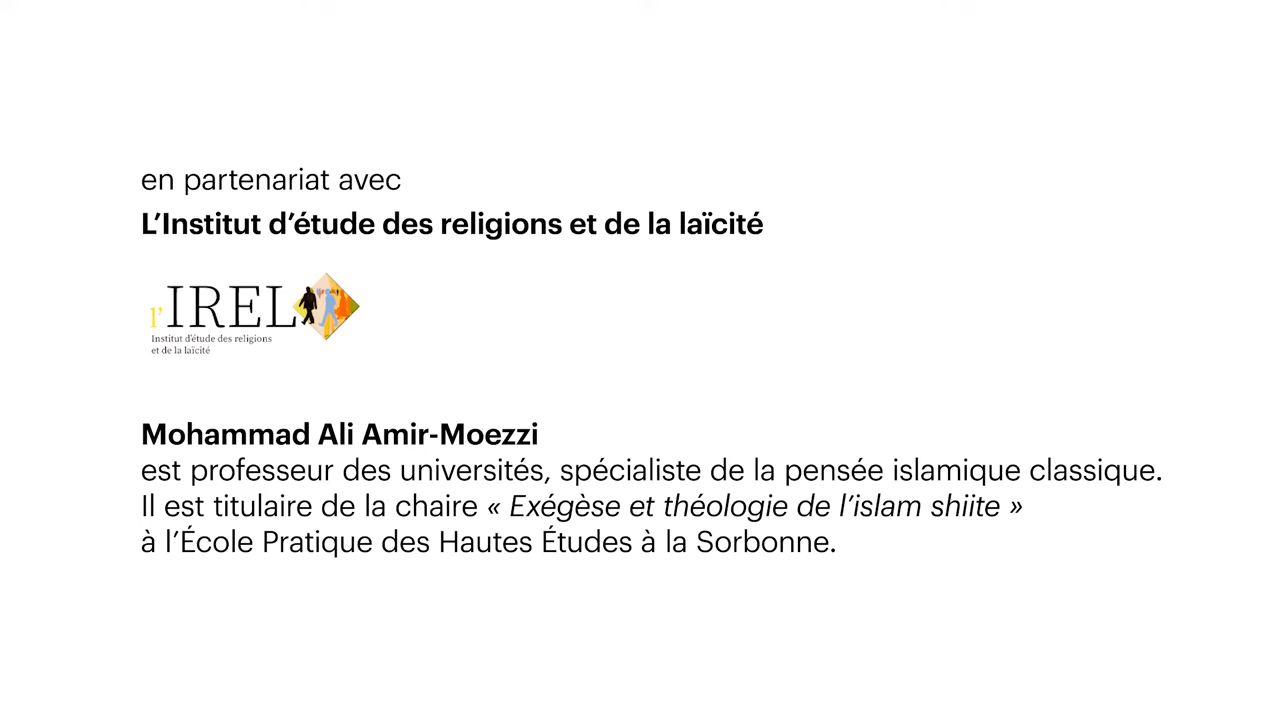 en partenariat avec
L’Institut d’étude des religions et de la laïcité
l’IREL
Institut d’étude des religions
et de la laïcité
Mohammad Ali Amir-Moezzi
est professeur des universités, spécialiste de la pensée islamique classique.
Il est titulaire de la chaire « Exégèse et théologie de l’islam shiite »
à l’École Pratique des Hautes Études à la Sorbonne.